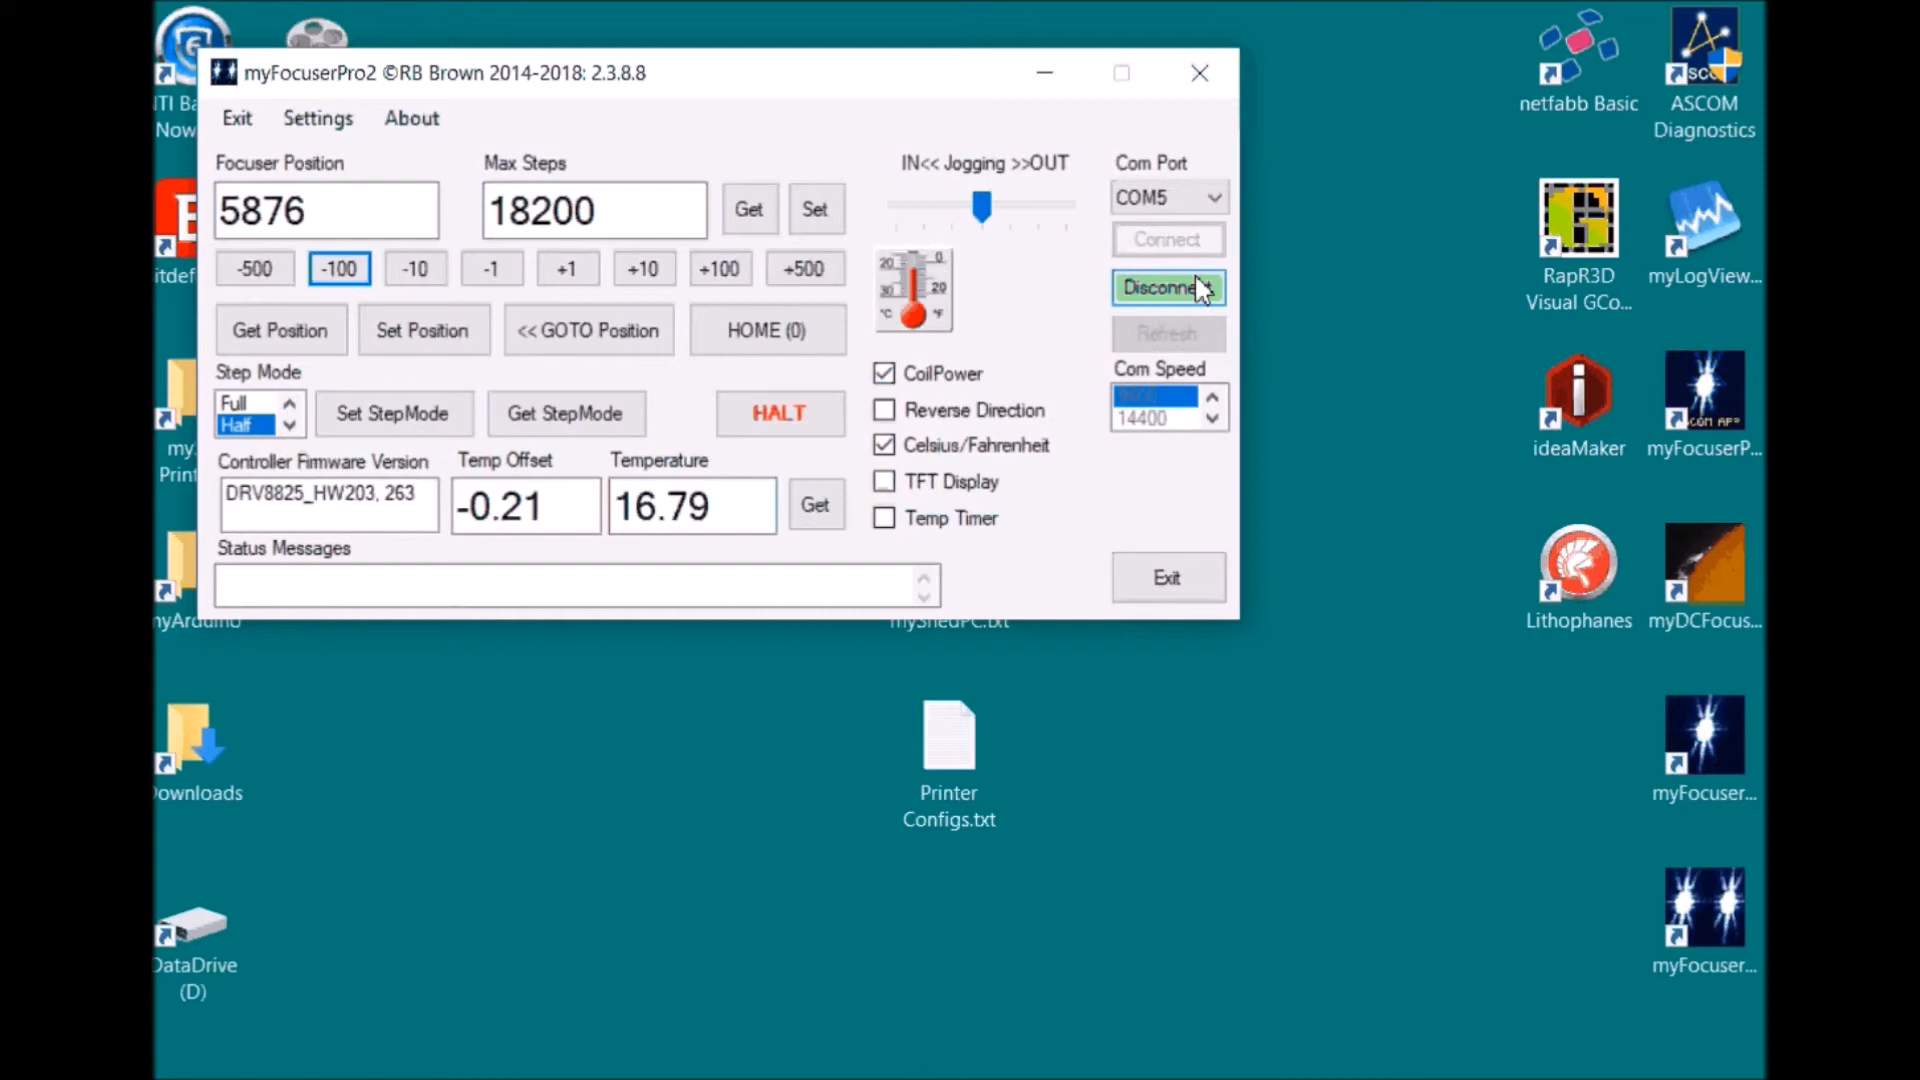 myFocuserPro2 ©RB Brown 2014-2018: 2.3.8.8
Exit Settings About
Focuser Position
Max Steps
IN<< Jogging >>OUT
Com Port
5876
18200
Get
Set
COM5
Connect
-500
-100
-10
-1
+1
+10
+100
+500
20
0
30
20
°C
°F
Get Position
Set Position
<< GOTO Position
HOME (0)
Refresh
Step Mode
Full
Half
Set StepMode
Get StepMode
HALT
CoilPower
Reverse Direction
Celsius/Fahrenheit
TFT Display
Temp Timer
Com Speed
14400
Controller Firmware Version
Temp Offset
Temperature
DRV8825_HW203, 263
-0.21
16.79
Get
Status Messages
Exit
netfabb Basic
ASCOM
Diagnostics
RapR3D
Visual GCo...
myLogView...
ideaMaker
myFocuserP...
Lithophanes
myDCFocus...
myFocuser...
myFocuser...
Printer
Configs.txt
ownloads
DataDrive
(D)